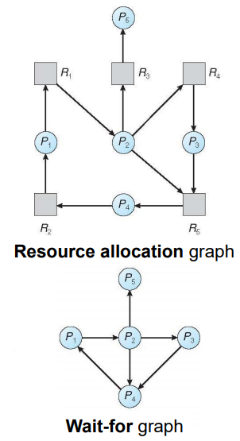 P5
R1 R3 R4
P1 P2 P3
P4
R2 R5
Resource allocation graph
P5
P1 P2 P3
P4
Wait-for graph